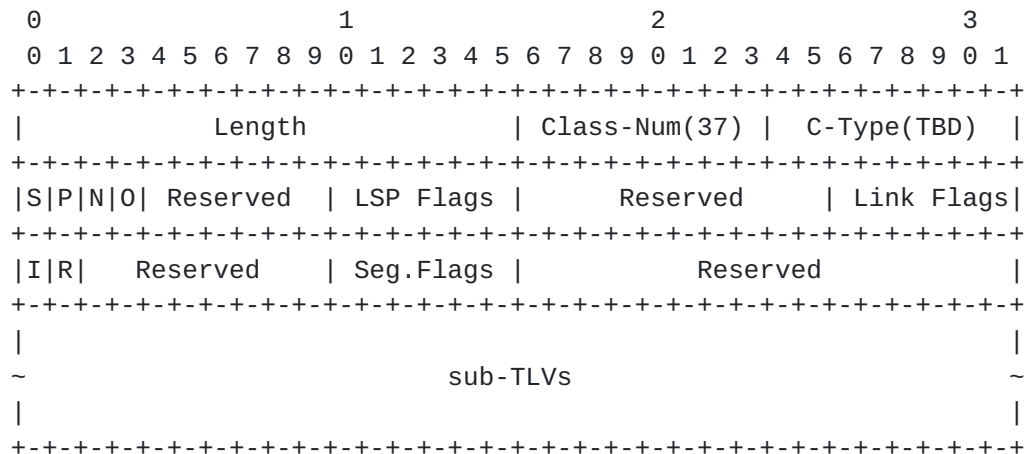 0                   1                   2                   3
 0 1 2 3 4 5 6 7 8 9 0 1 2 3 4 5 6 7 8 9 0 1 2 3 4 5 6 7 8 9 0 1
+-+-+-+-+-+-+-+-+-+-+-+-+-+-+-+-+-+-+-+-+-+-+-+-+-+-+-+-+-+-+-+-+
|            Length             | Class-Num(37) |  C-Type(TBD)  |
+-+-+-+-+-+-+-+-+-+-+-+-+-+-+-+-+-+-+-+-+-+-+-+-+-+-+-+-+-+-+-+-+
|S|P|N|O| Reserved  | LSP Flags |      Reserved     | Link Flags|
+-+-+-+-+-+-+-+-+-+-+-+-+-+-+-+-+-+-+-+-+-+-+-+-+-+-+-+-+-+-+-+-+
|I|R|   Reserved    | Seg.Flags |           Reserved            |
+-+-+-+-+-+-+-+-+-+-+-+-+-+-+-+-+-+-+-+-+-+-+-+-+-+-+-+-+-+-+-+-+
|                                                               |
~                           sub-TLVs                            ~
|                                                               |
+-+-+-+-+-+-+-+-+-+-+-+-+-+-+-+-+-+-+-+-+-+-+-+-+-+-+-+-+-+-+-+-+